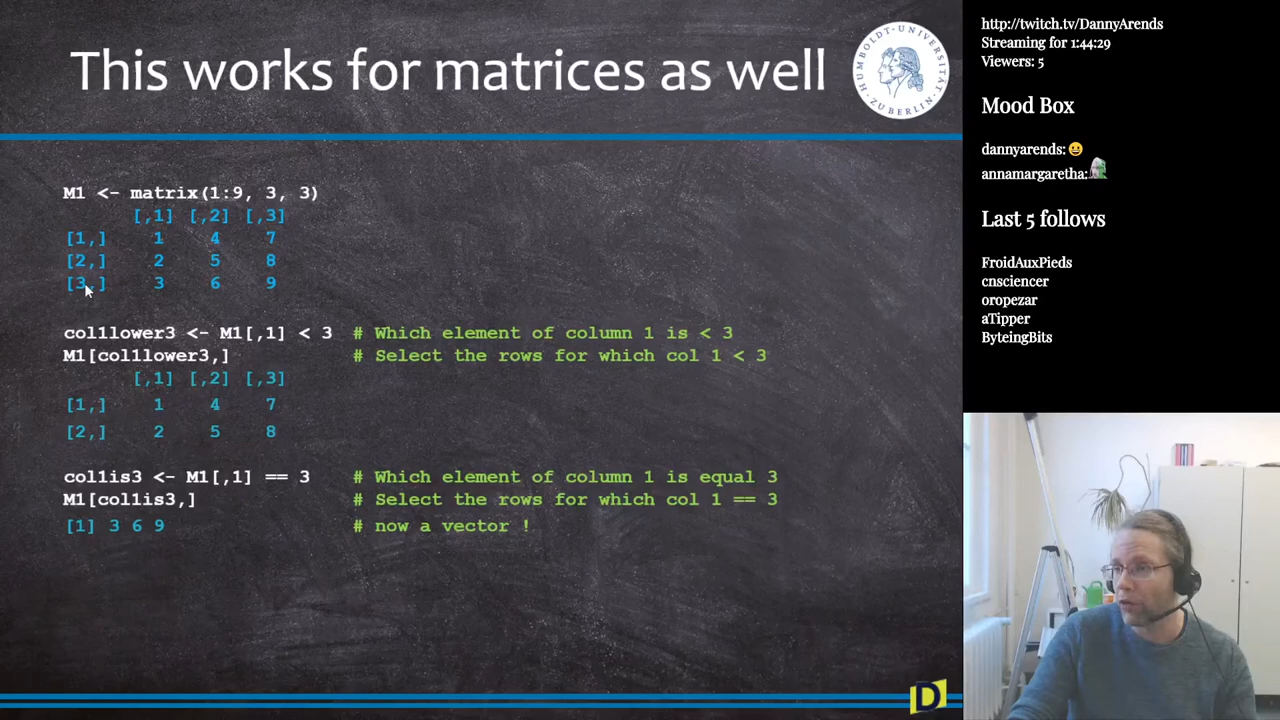 This works for matrices as well
HUMBOLDT-UNIVERSITÄT
ZU BERLIN
M1 <- matrix(1:9, 3, 3)
[,1] [,2] [,3]
[1,] 1 4 7
[2,] 2 5 8
[3,] 3 6 9
col1lower3 <- M1[,1] < 3 # Which element of column 1 is < 3
M1[col1lower3,] # Select the rows for which col 1 < 3
[,1] [,2] [,3]
[1,] 1 4 7
[2,] 2 5 8
col1is3 <- M1[,1] == 3 # Which element of column 1 is equal 3
M1[col1is3,] # Select the rows for which col 1 == 3
[1] 3 6 9 # now a vector !
D
http://twitch.tv/DannyArends
Streaming for 1:44:29
Viewers: 5
Mood Box
dannyarends:
annamargaretha:
Last 5 follows
FroidAuxPieds
cnsciencer
oropezar
aTipper
ByteingBits